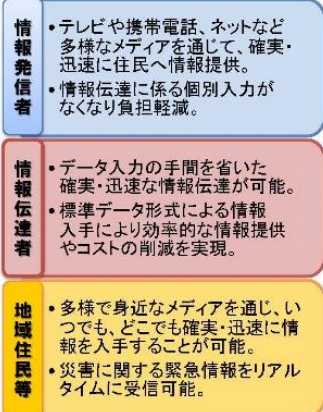 情報発信者
•テレビや携帯電話、ネットなど
多様なメディアを通じて、確実・
迅速に住民へ情報提供。
•情報伝達に係る個別入力が
なくなり負担軽減。
情報伝達者
•データ入力の手間を省いた
確実・迅速な情報伝達が可能。
•標準データ形式による情報
入手により効率的な情報提供
やコストの削減を実現。
地域住民等
•多様で身近なメディアを通じ、い
つでも、どこでも確実・迅速に情
報を入手することが可能。
•災害に関する緊急情報をリアル
タイムに受信可能。